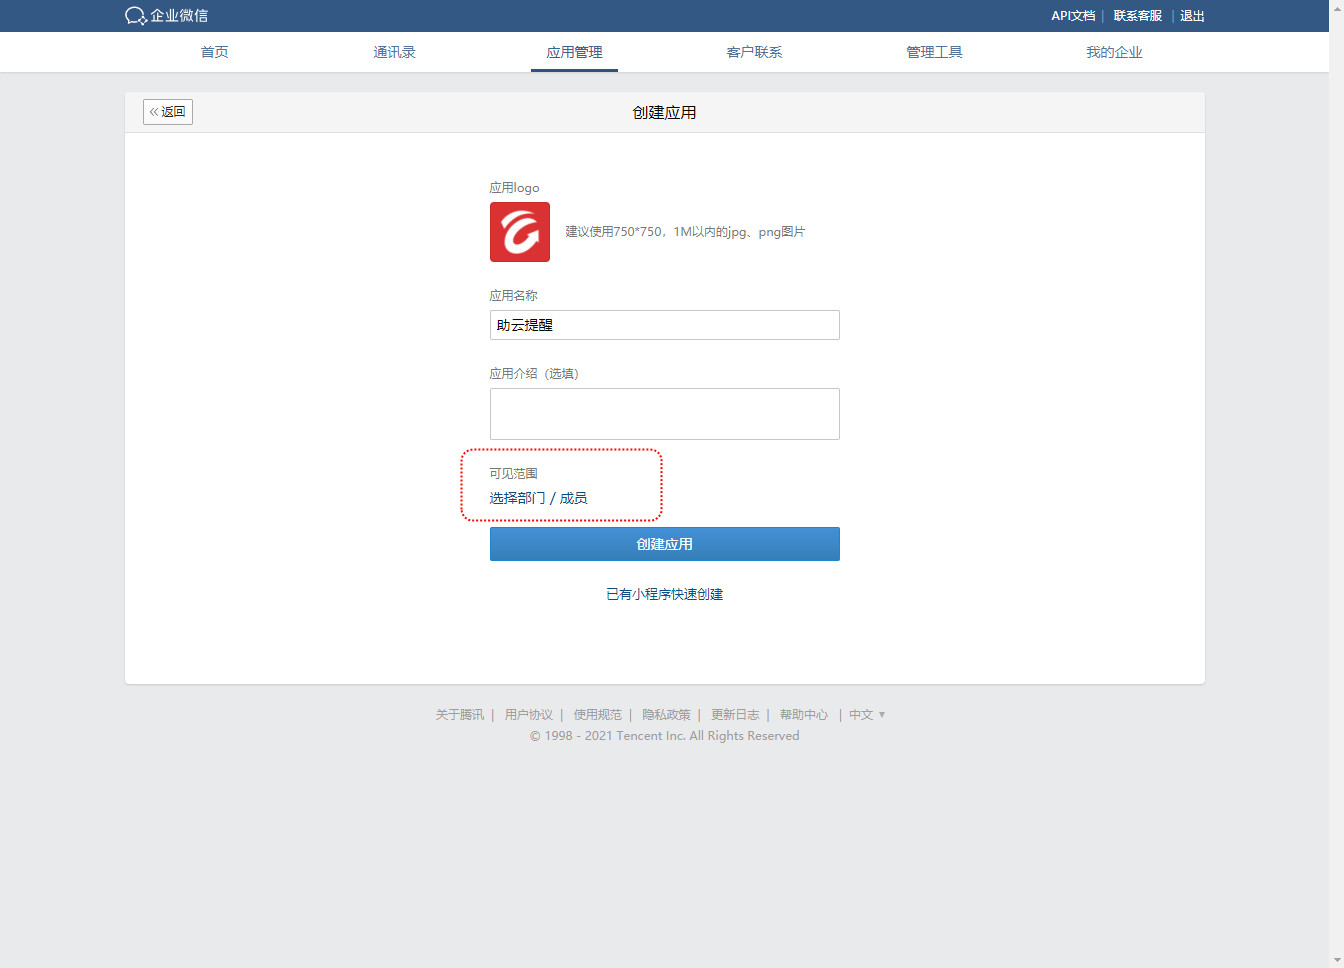 企业微信
API文档 | 联系客服 | 退出
首页 通讯录 应用管理 客户联系 管理工具 我的企业
«返回
创建应用
应用logo
建议使用750*750，1M以内的jpg、png图片
应用名称
助云提醒
应用介绍（选填）
可见范围
选择部门 / 成员
创建应用
已有小程序快速创建
关于腾讯 | 用户协议 | 使用规范 | 隐私政策 | 更新日志 | 帮助中心 | 中文 ▼
© 1998 - 2021 Tencent Inc. All Rights Reserved